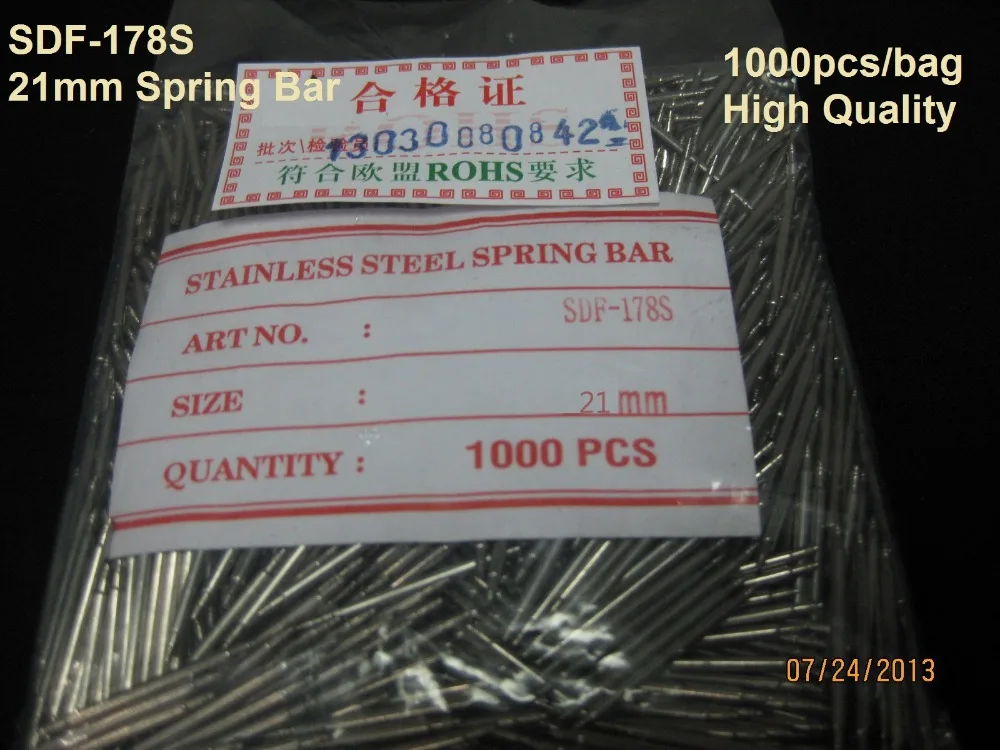 SDF-178S
21mm Spring Bar
1000pcs/bag
High Quality
合格证
批次\检验员
符合欧盟ROHS要求
STAINLESS STEEL SPRING BAR
ART NO. : SDF-178S
SIZE : 21 mm
QUANTITY : 1000 PCS
07/24/2013